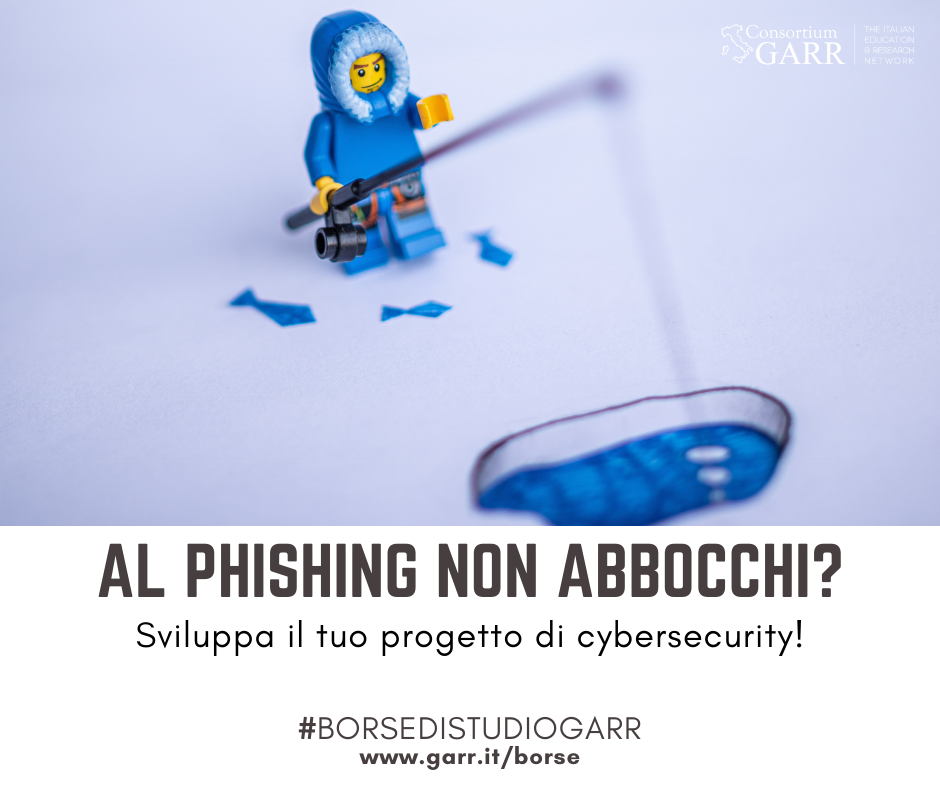 Consortium
GARR
THE ITALIAN
EDUCATION
& RESEARCH
NETWORK
AL PHISHING NON ABBOCCHI?
Sviluppa il tuo progetto di cybersecurity!
#BORSEDISTUDIOGARR
www.garr.it/borse